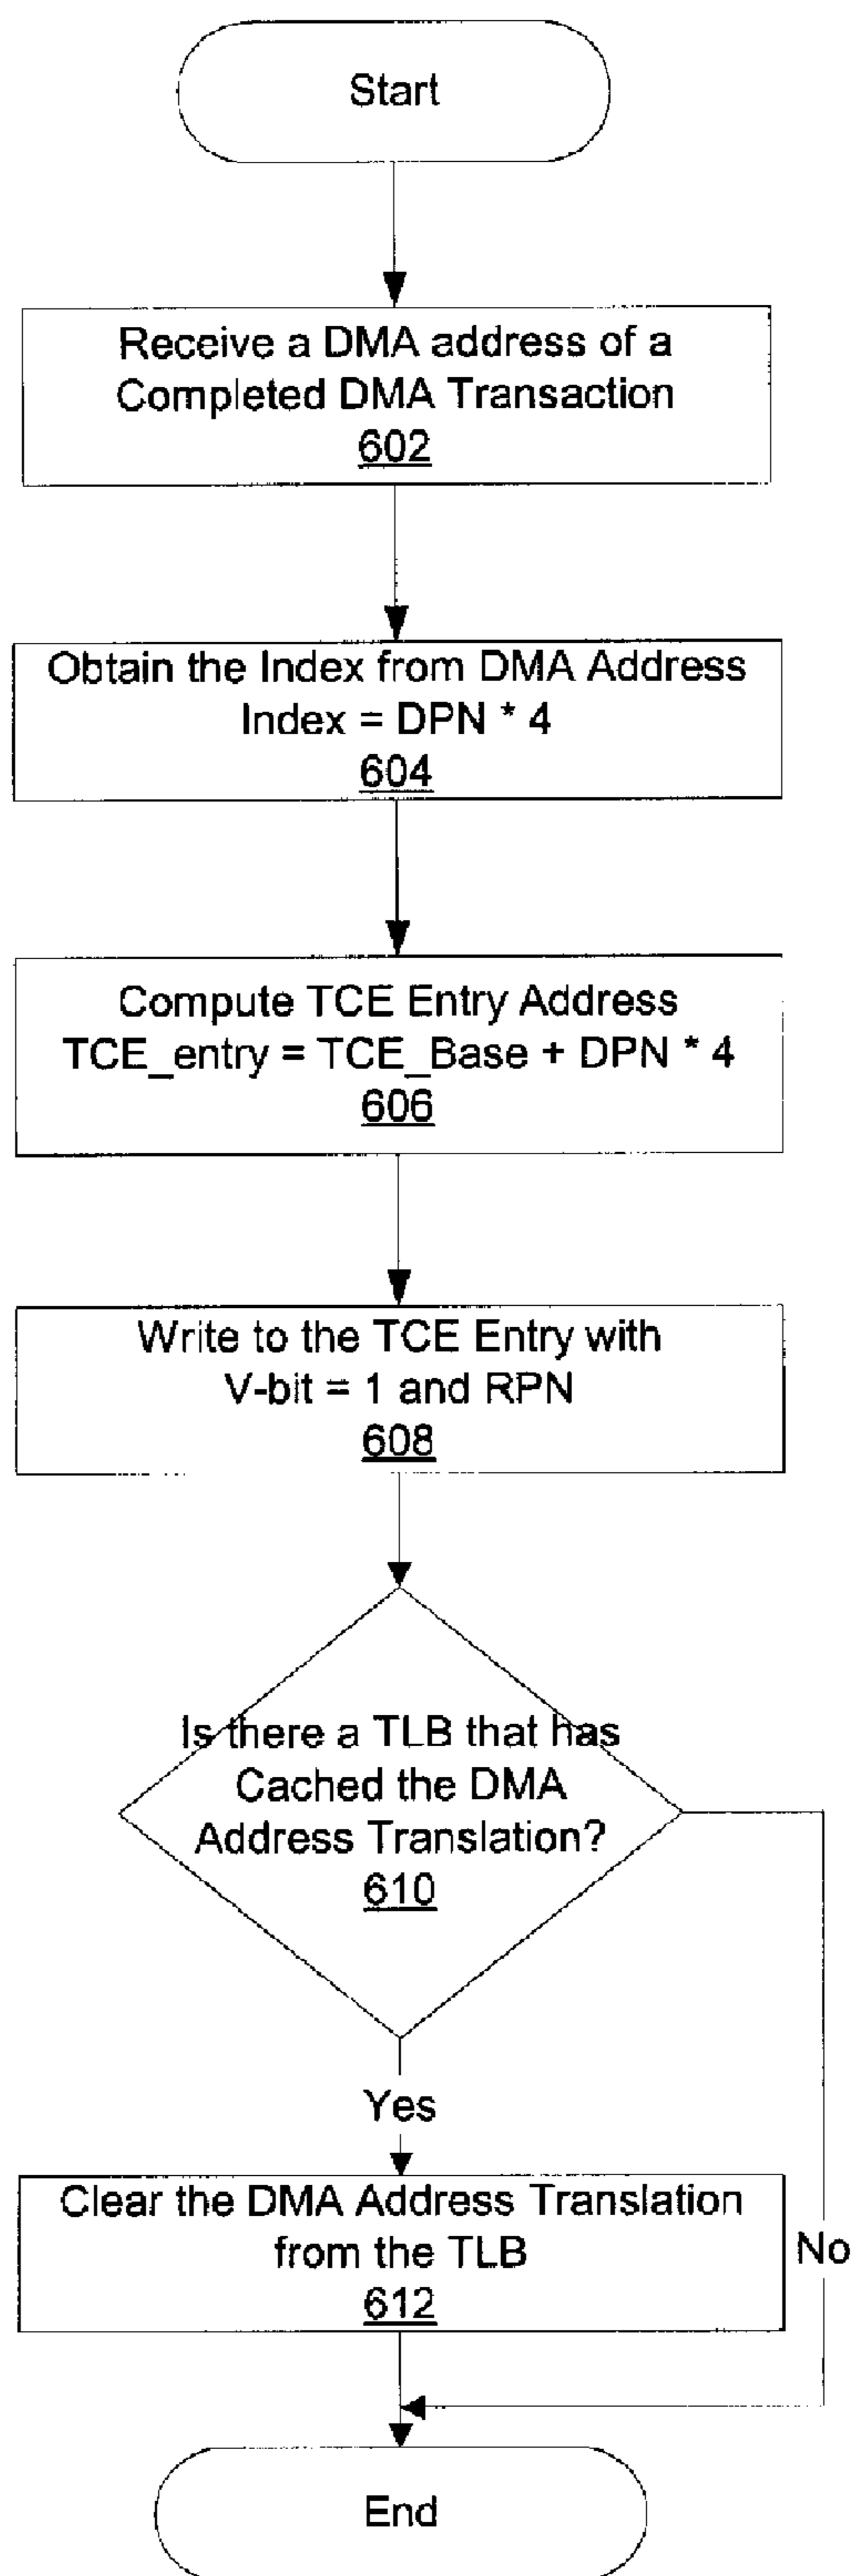 Start
Receive a DMA address of a
Completed DMA Transaction
602
Obtain the Index from DMA Address
Index = DPN * 4
604
Compute TCE Entry Address
TCE_entry = TCE_Base + DPN * 4
606
Write to the TCE Entry with
V-bit = 1 and RPN
608
Is there a TLB that has
Cached the DMA
Address Translation?
610
Yes
Clear the DMA Address Translation
from the TLB
612
No
End